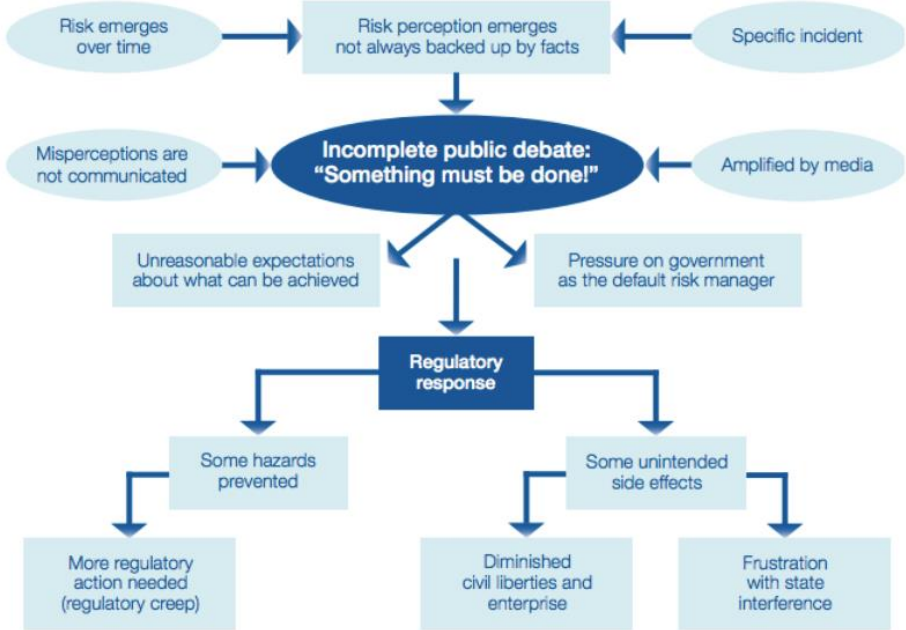 Risk emerges
over time
Risk perception emerges
not always backed up by facts
Specific incident
Misperceptions are
not communicated
Incomplete public debate:
“Something must be done!”
Amplified by media
Unreasonable expectations
about what can be achieved
Pressure on government
as the default risk manager
Regulatory
response
Some hazards
prevented
Some unintended
side effects
More regulatory
action needed
(regulatory creep)
Diminished
civil liberties and
enterprise
Frustration
with state
interference